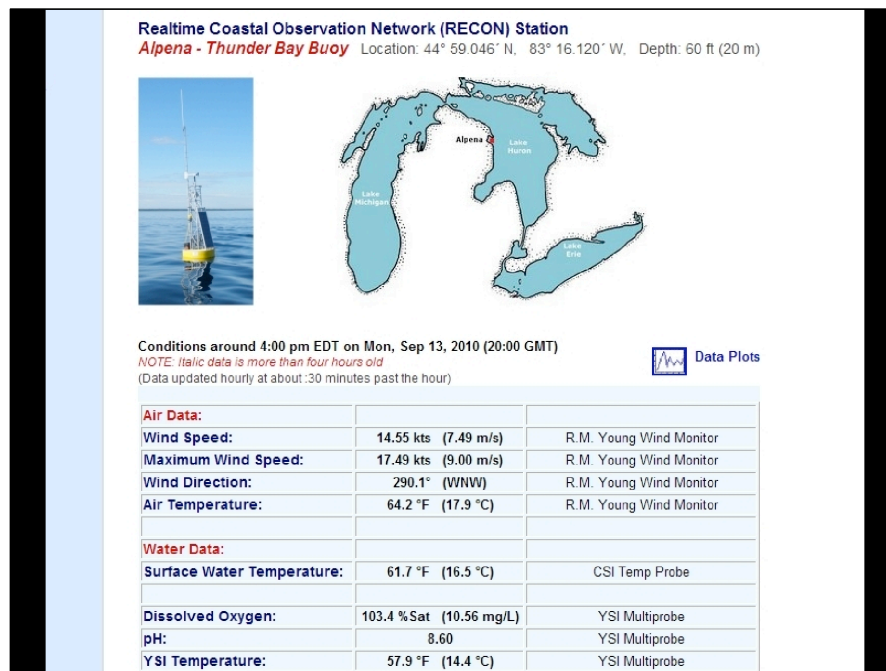 Realtime Coastal Observation Network (RECON) Station
Alpena - Thunder Bay Buoy Location: 44° 59.046´ N, 83° 16.120´ W, Depth: 60 ft (20 m)
Alpena
Lake
Huron
Lake
Michigan
Lake
Erie
Conditions around 4:00 pm EDT on Mon, Sep 13, 2010 (20:00 GMT)
NOTE: Italic data is more than four hours old
(Data updated hourly at about :30 minutes past the hour)
Data Plots
Air Data:
Wind Speed: 14.55 kts (7.49 m/s) R.M. Young Wind Monitor
Maximum Wind Speed: 17.49 kts (9.00 m/s) R.M. Young Wind Monitor
Wind Direction: 290.1° (WNW) R.M. Young Wind Monitor
Air Temperature: 64.2 °F (17.9 °C) R.M. Young Wind Monitor
Water Data:
Surface Water Temperature: 61.7 °F (16.5 °C) CSI Temp Probe
Dissolved Oxygen: 103.4 %Sat (10.56 mg/L) YSI Multiprobe
pH: 8.60 YSI Multiprobe
YSI Temperature: 57.9 °F (14.4 °C) YSI Multiprobe